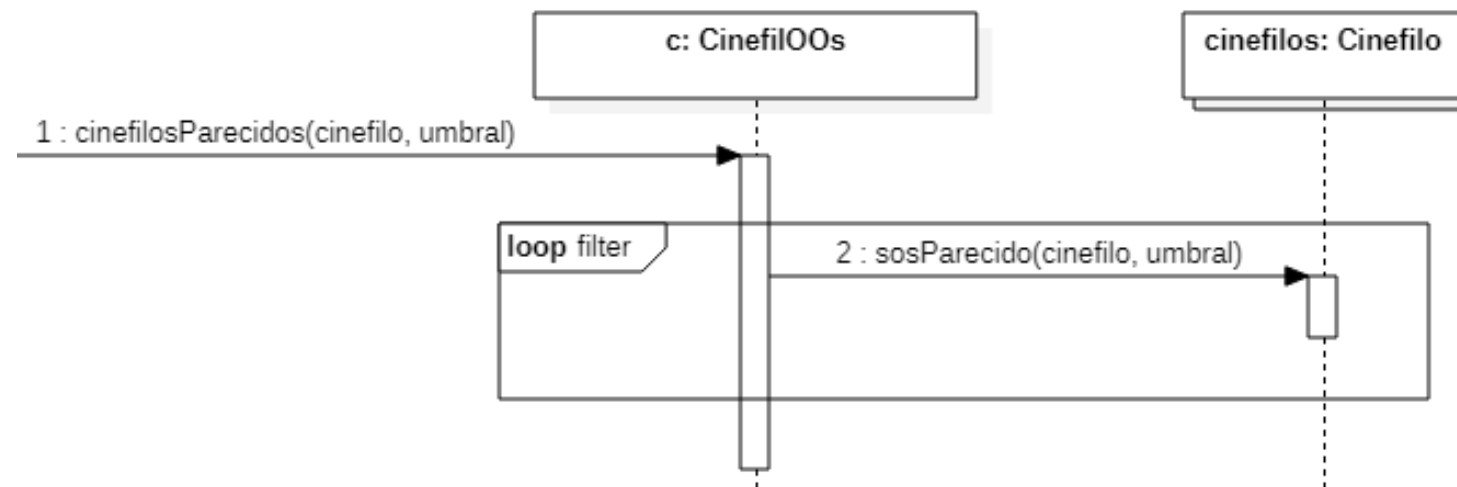 c: CinefilOOs
cinefilos: Cinefilo
1 : cinefilosParecidos(cinefilo, umbral)
loop filter
2 : sosParecido(cinefilo, umbral)